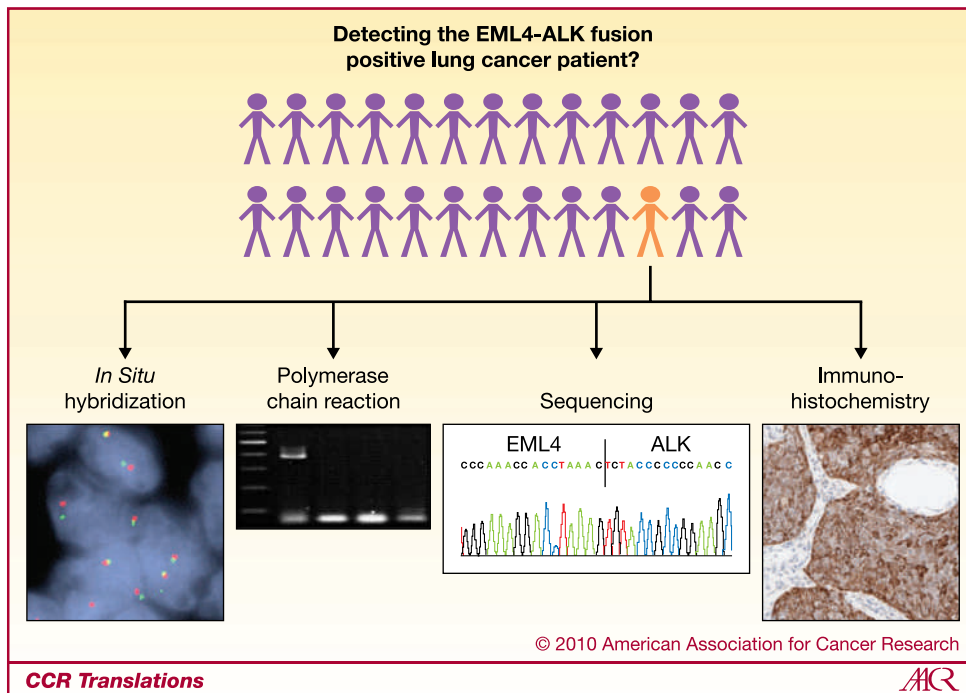 Detecting the EML4-ALK fusion
positive lung cancer patient?
In Situ
hybridization
Polymerase
chain reaction
Sequencing
Immuno-
histochemistry
EML4 ALK
CCCAAACCACCTAAACTCTACCCCCCCAACC
© 2010 American Association for Cancer Research
CCR Translations
AACR